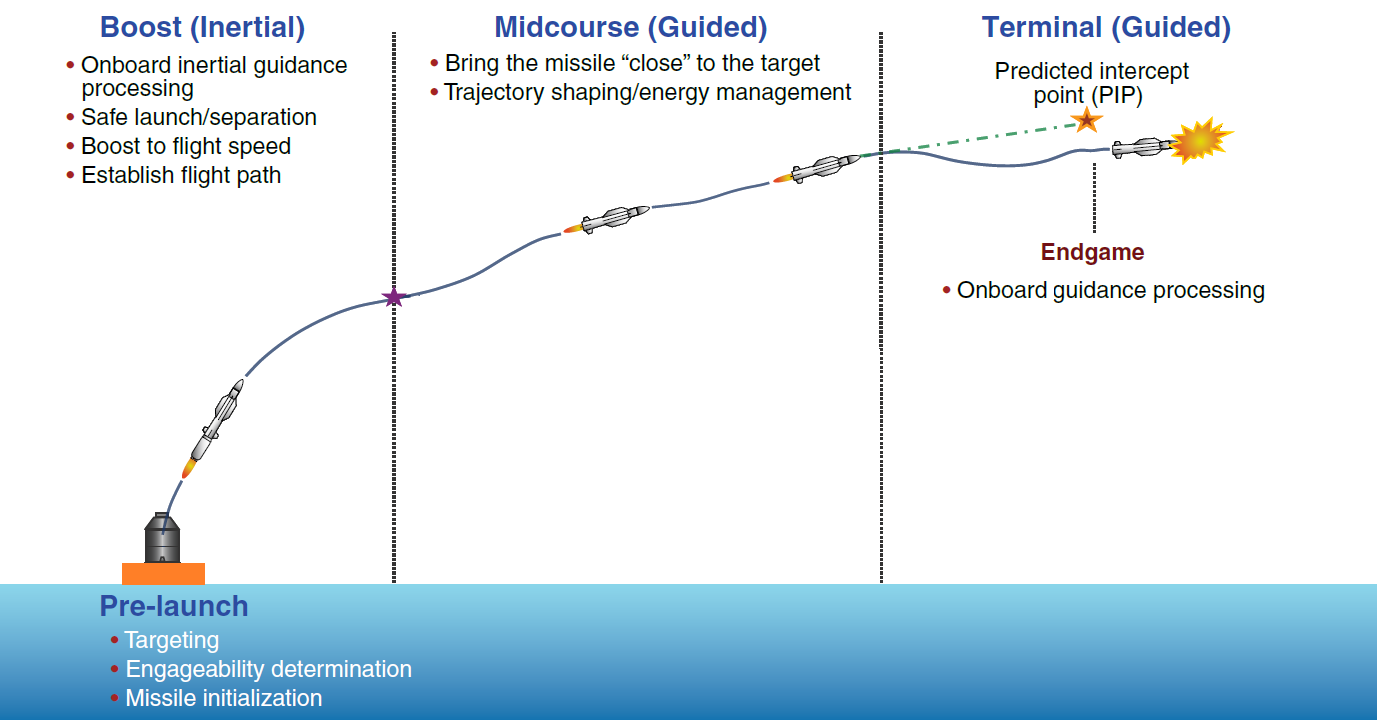 Boost (Inertial)
• Onboard inertial guidance
processing
• Safe launch/separation
• Boost to flight speed
• Establish flight path
Midcourse (Guided)
• Bring the missile “close” to the target
• Trajectory shaping/energy management
Terminal (Guided)
Predicted intercept
point (PIP)
Endgame
• Onboard guidance processing
Pre-launch
• Targeting
• Engageability determination
• Missile initialization